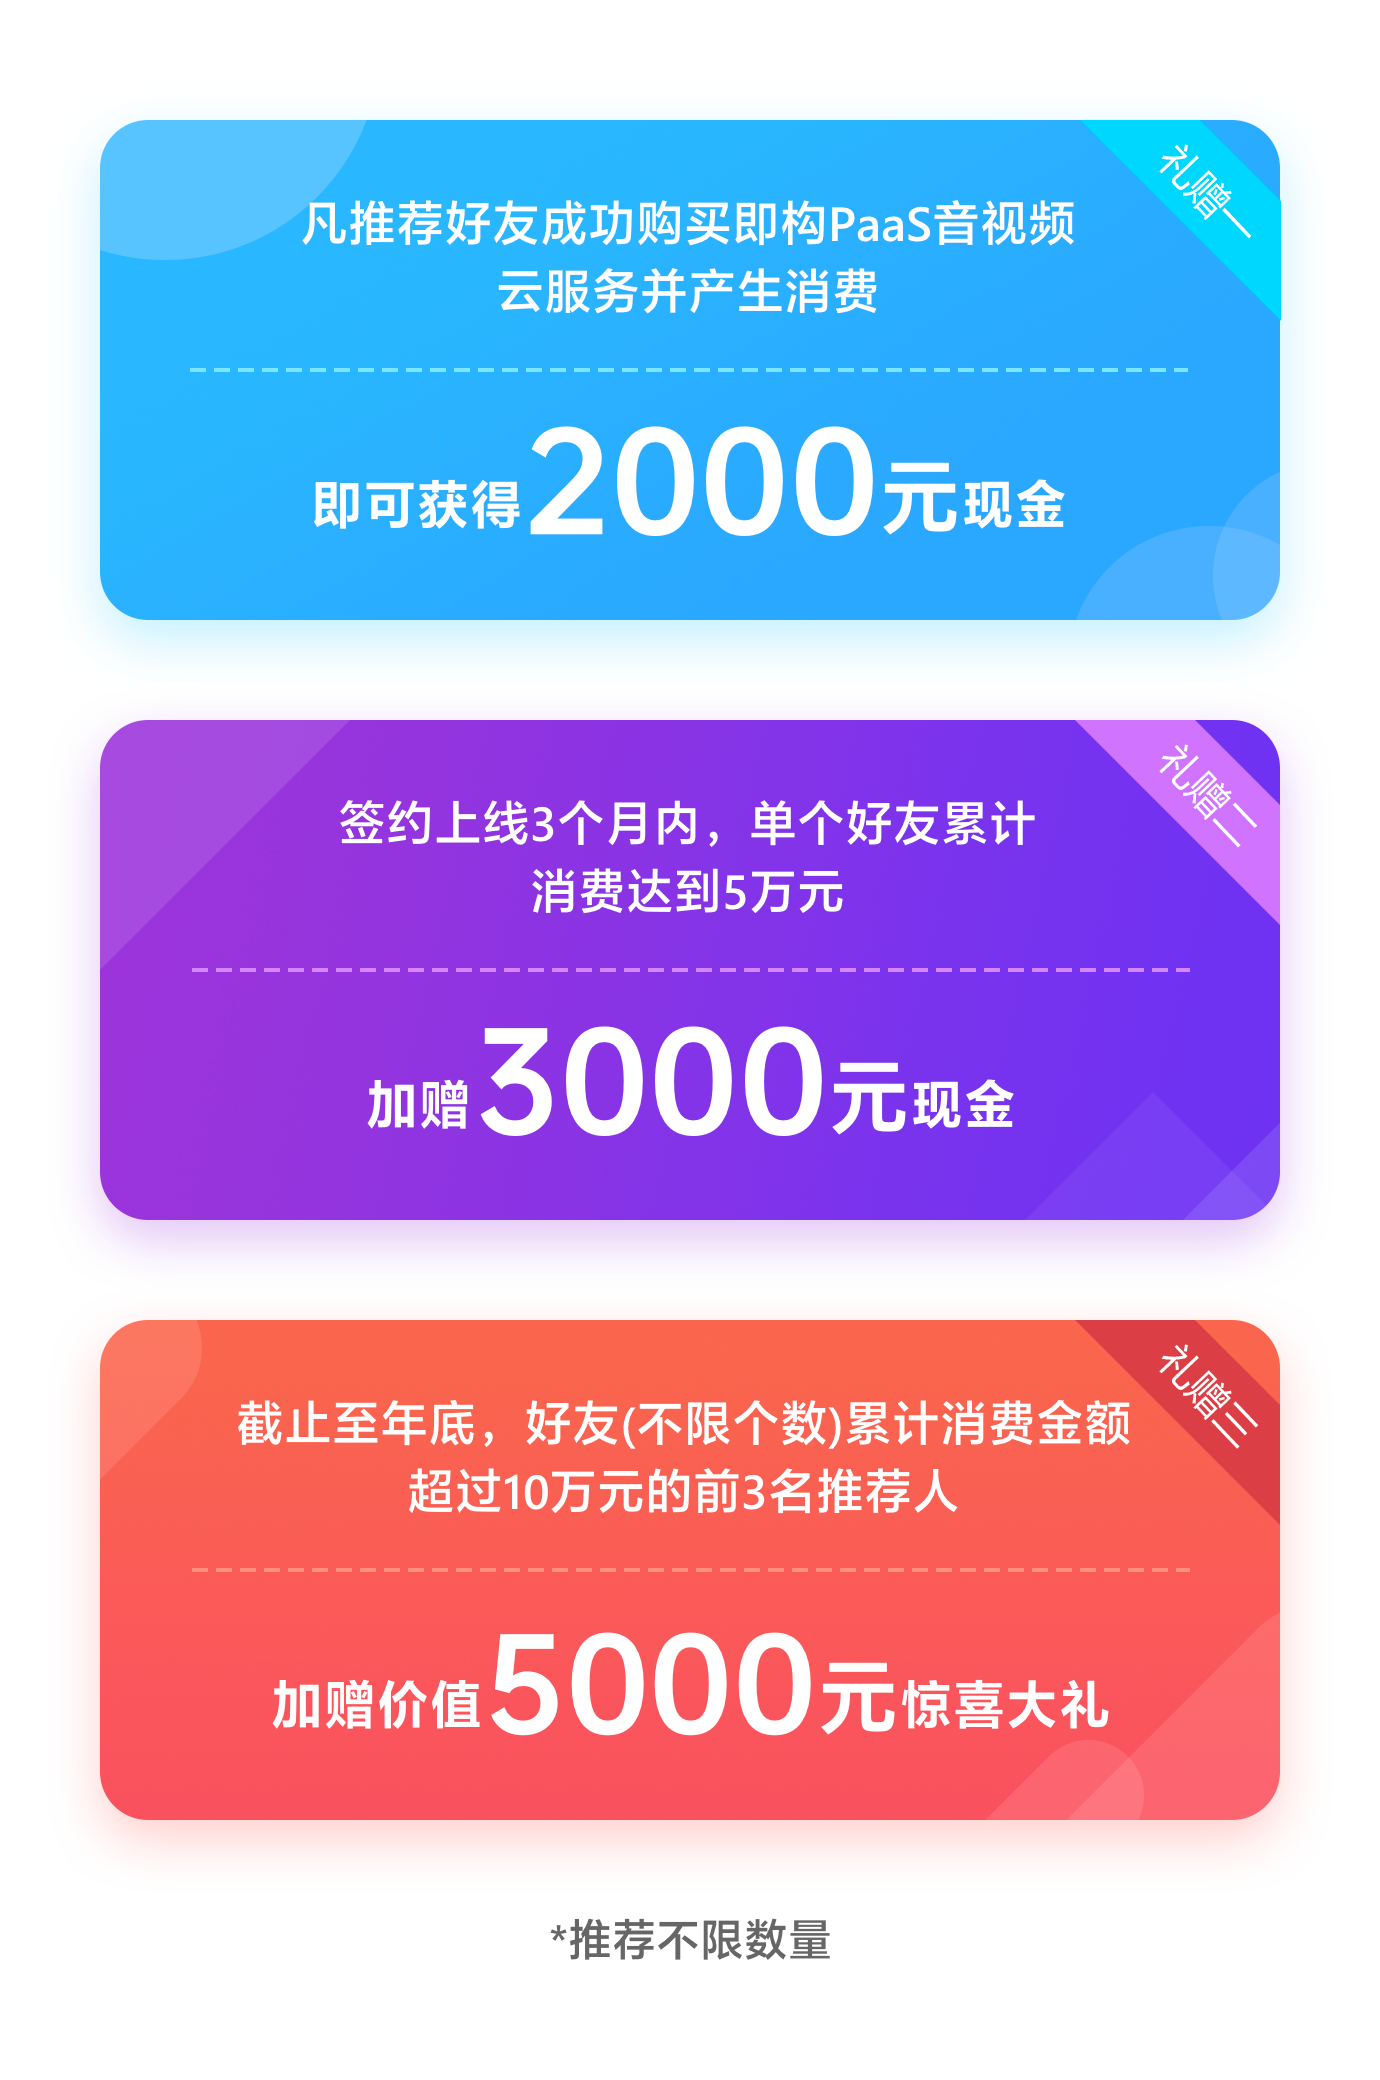 礼赠一
凡推荐好友成功购买即构PaaS音视频
云服务并产生消费
即可获得2000元现金
礼赠二
签约上线3个月内，单个好友累计
消费达到5万元
加赠3000元现金
礼赠三
截止至年底，好友(不限个数)累计消费金额
超过10万元的前3名推荐人
加赠价值5000元惊喜大礼
*推荐不限数量